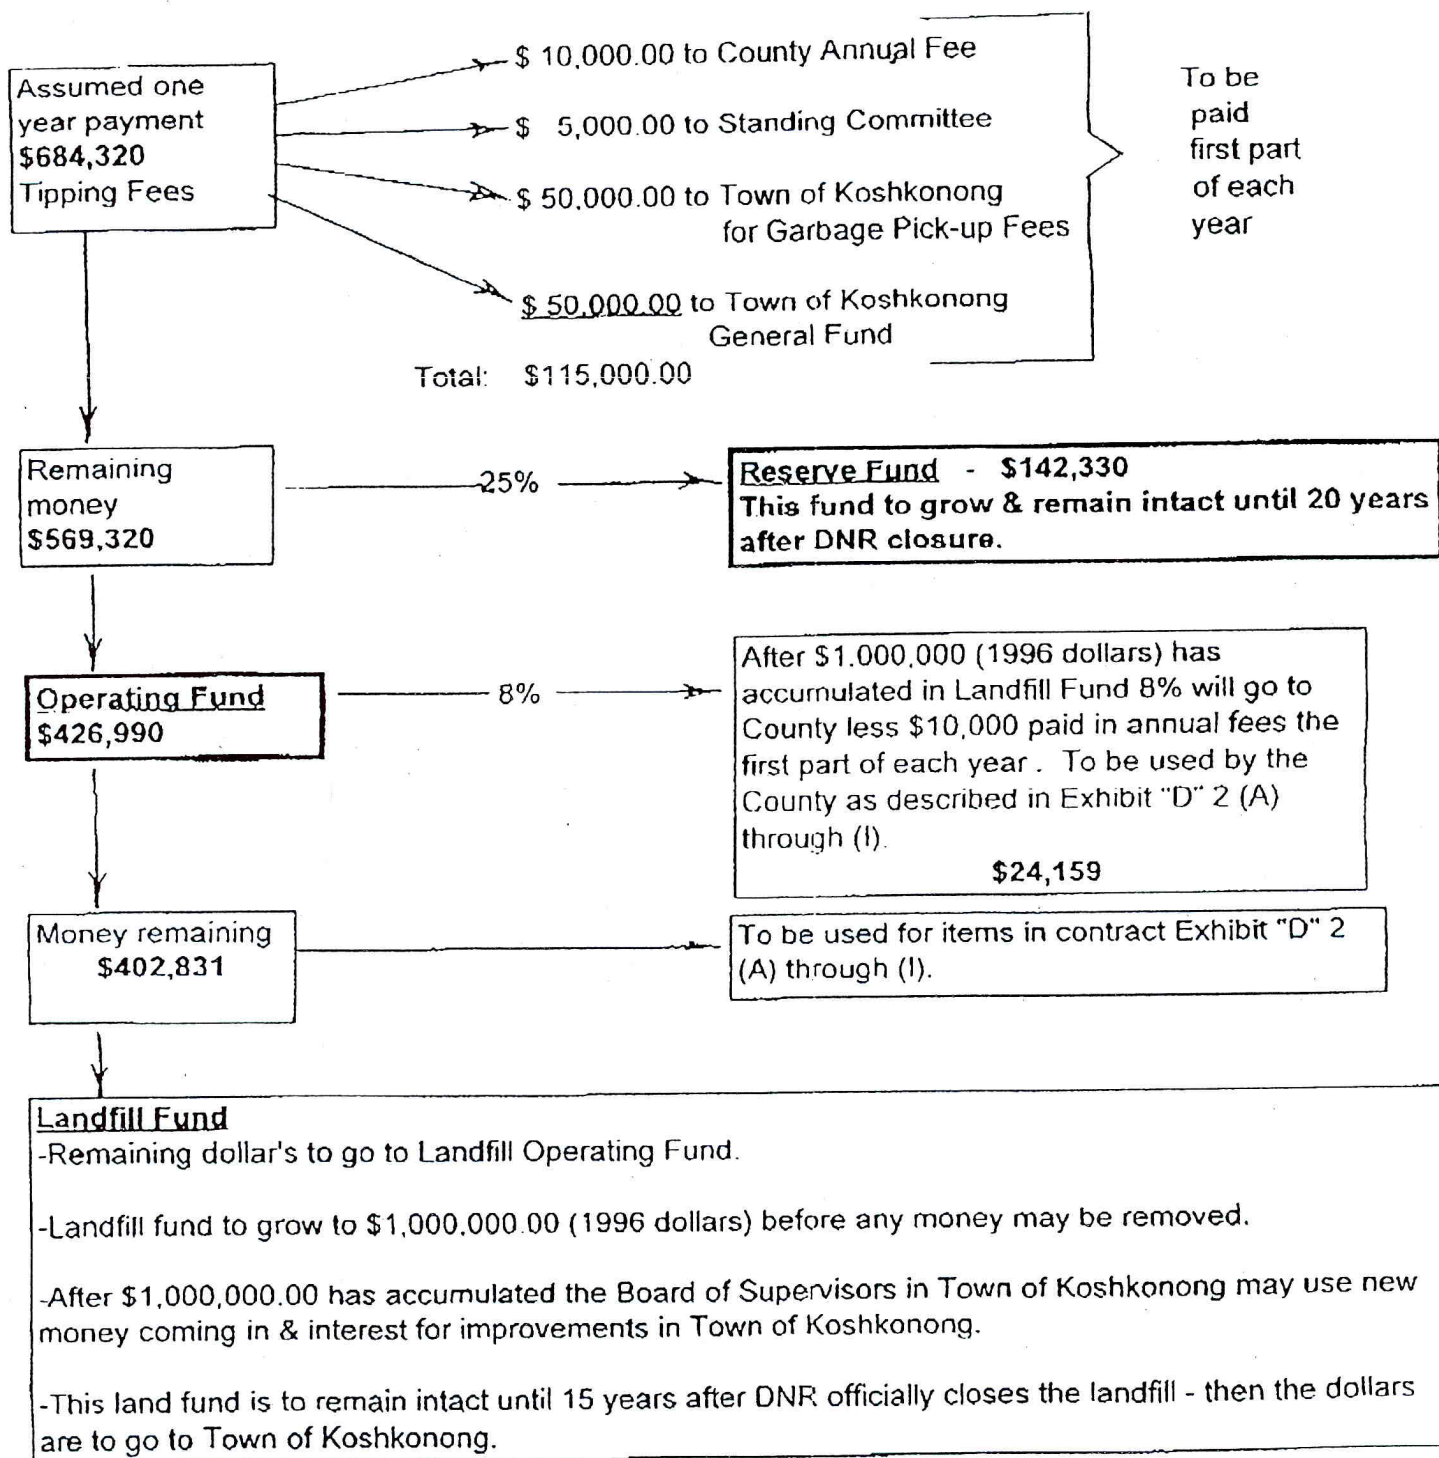 Assumed one
year payment
$684,320
Tipping Fees
$ 10,000.00 to County Annual Fee
$ 5,000.00 to Standing Committee
$ 50,000.00 to Town of Koshkonong
for Garbage Pick-up Fees
$ 50,000.00 to Town of Koshkonong
General Fund
Total: $115,000.00
To be
paid
first part
of each
year
Remaining
money
$569,320
25%
Reserve Fund - $142,330
This fund to grow & remain intact until 20 years
after DNR closure.
Operating Fund
$426,990
8%
After $1.000,000 (1996 dollars) has
accumulated in Landfill Fund 8% will go to
County less $10,000 paid in annual fees the
first part of each year . To be used by the
County as described in Exhibit "D" 2 (A)
through (I).
$24,159
Money remaining
$402,831
To be used for items in contract Exhibit "D" 2
(A) through (I).
Landfill Fund
-Remaining dollar's to go to Landfill Operating Fund.
-Landfill fund to grow to $1,000,000.00 (1996 dollars) before any money may be removed.
-After $1,000,000.00 has accumulated the Board of Supervisors in Town of Koshkonong may use new
money coming in & interest for improvements in Town of Koshkonong.
-This land fund is to remain intact until 15 years after DNR officially closes the landfill - then the dollars
are to go to Town of Koshkonong.